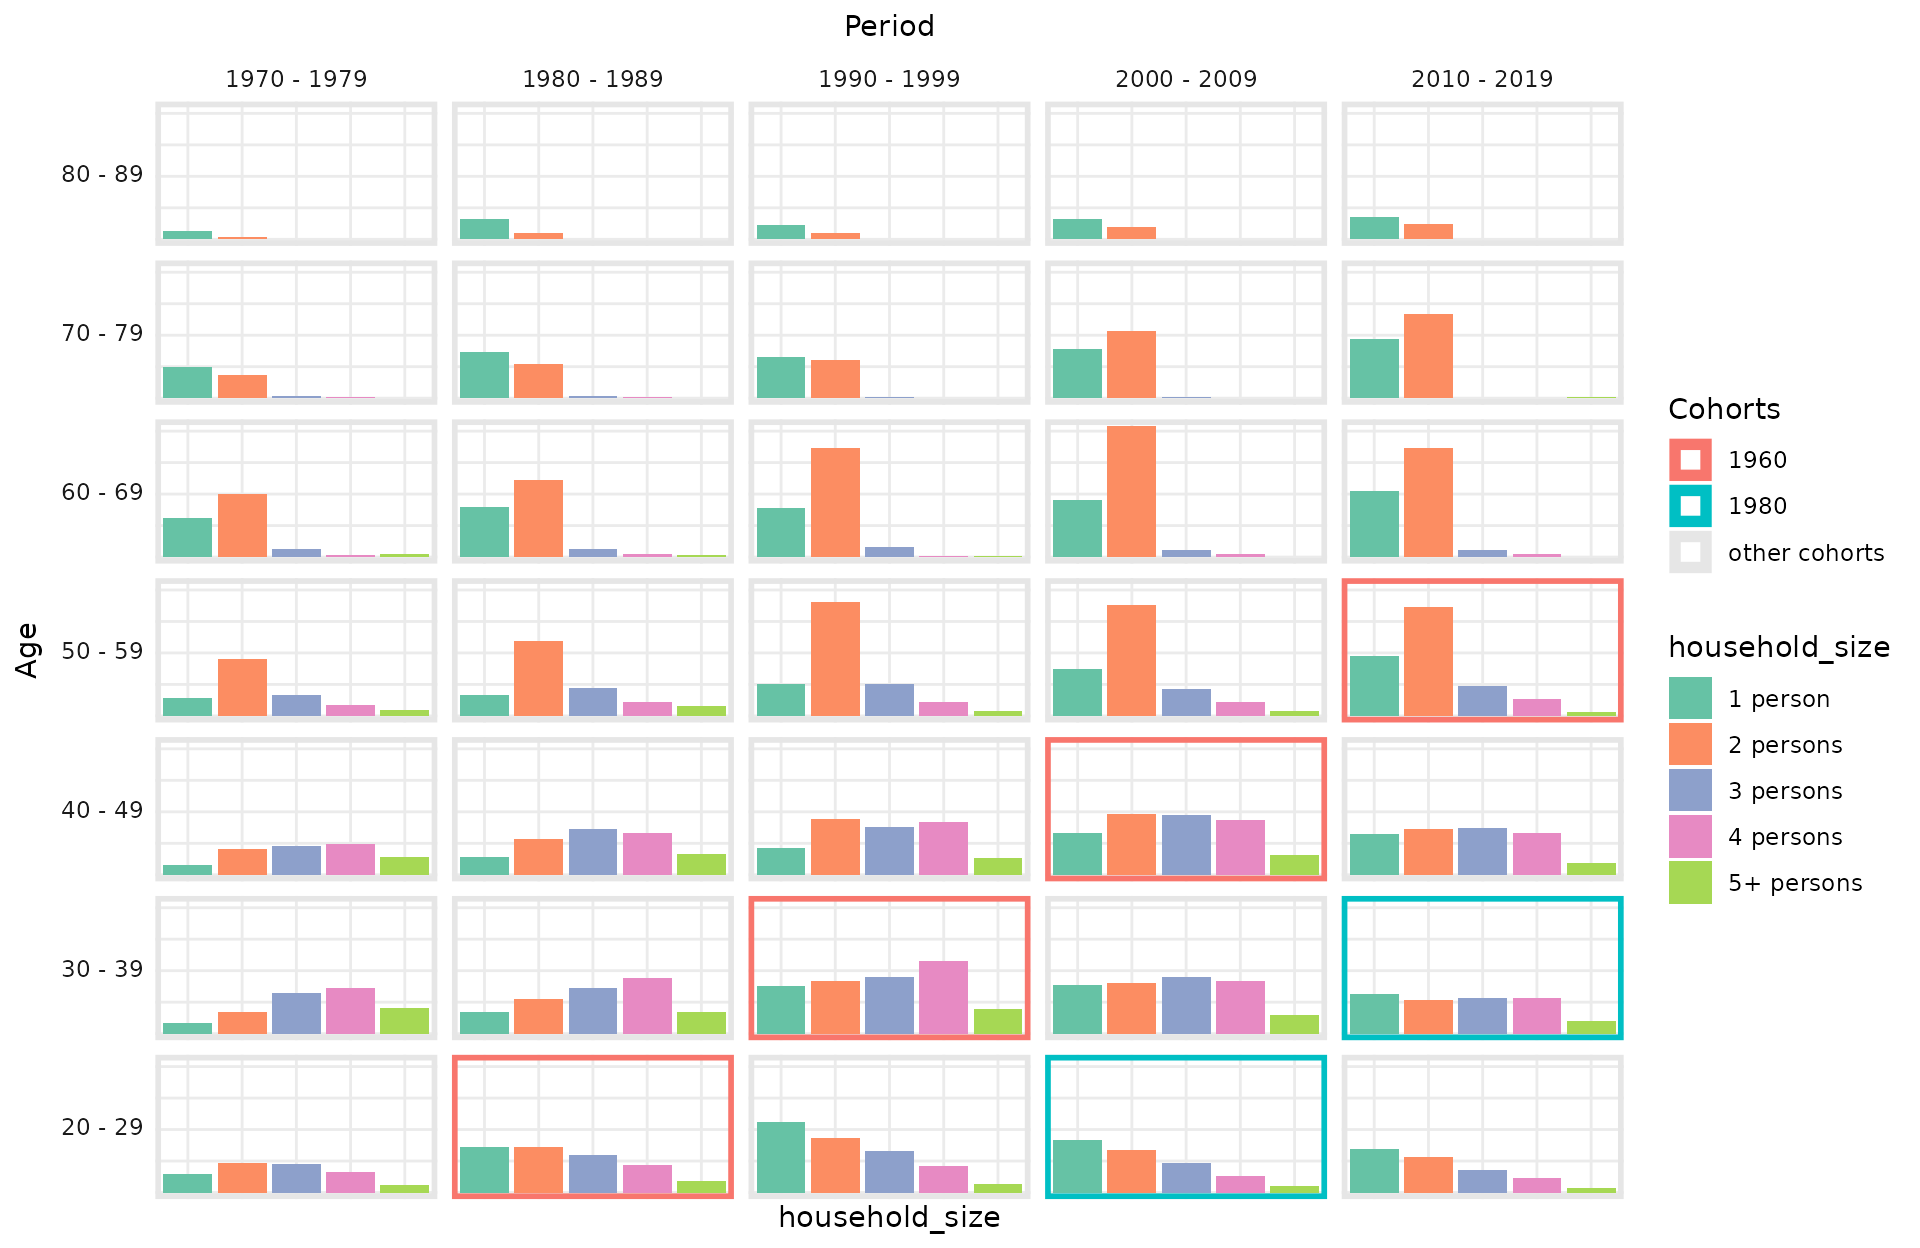 Period
1970 - 1979
1980 - 1989
1990 - 1999
2000 - 2009
2010 - 2019
Age
80 - 89
70 - 79
60 - 69
50 - 59
40 - 49
30 - 39
20 - 29
household_size
Cohorts
1960
1980
other cohorts
household_size
1 person
2 persons
3 persons
4 persons
5+ persons